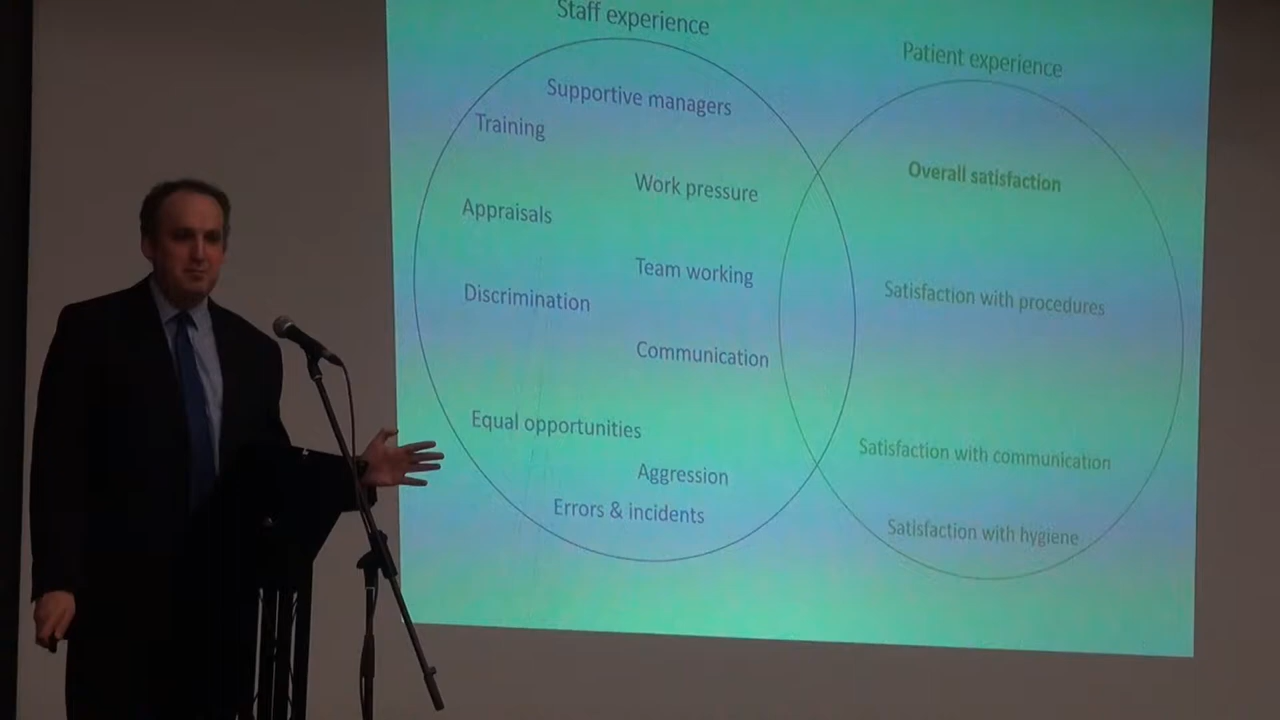 Staff experience
Supportive managers
Training
Work pressure
Appraisals
Team working
Discrimination
Communication
Equal opportunities
Aggression
Errors & incidents
Patient experience
Overall satisfaction
Satisfaction with procedures
Satisfaction with communication
Satisfaction with hygiene